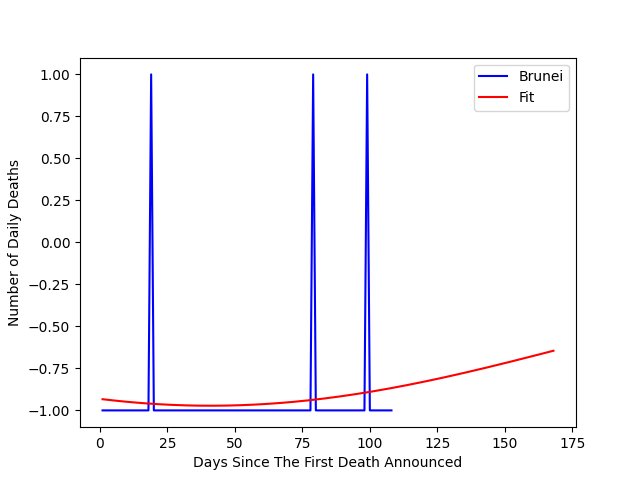 1.00
0.75
0.50
0.25
0.00
−0.25
−0.50
−0.75
−1.00
Number of Daily Deaths
Brunei
Fit
0 25 50 75 100 125 150 175
Days Since The First Death Announced